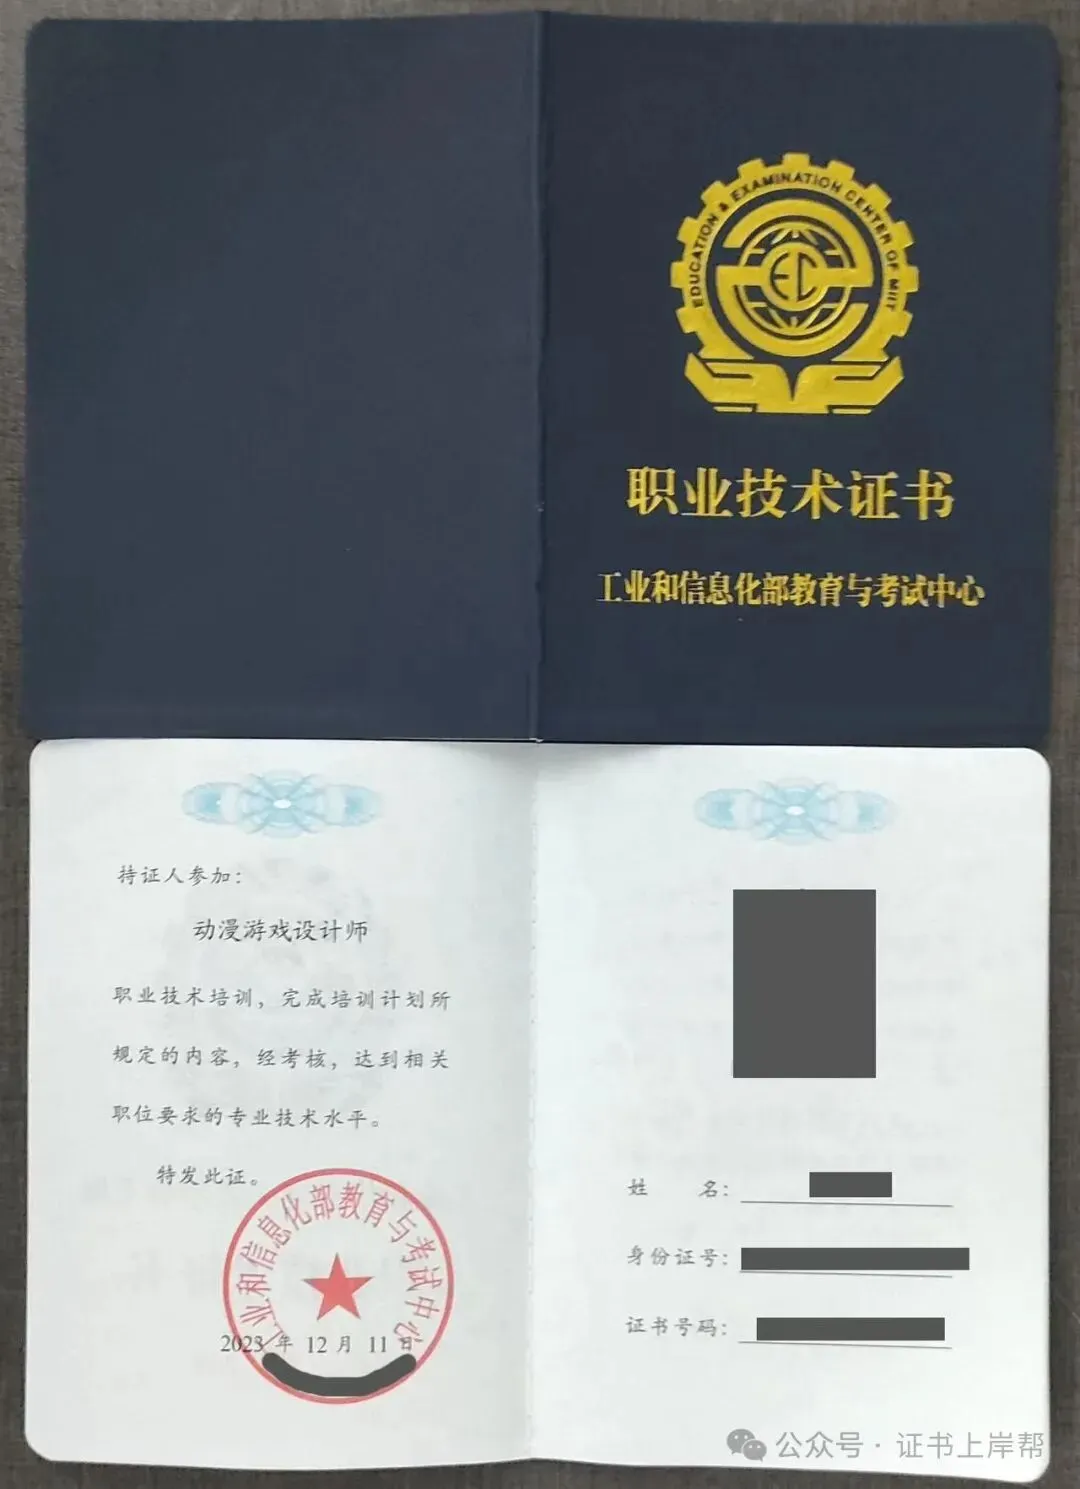 EDUCATION & EXAMINATION CENTER OF MIIT
EC
职业技术证书
工业和信息化部教育与考试中心
持证人参加：
动漫游戏设计师
职业技术培训，完成培训计划所
规定的内容，经考核，达到相关
职位要求的专业技术水平。
特发此证。
工业和信息化部教育与考试中心
2023 年 12 月 11 日
姓 名：
身份证号：
证书号码：
公众号 · 证书上岸帮